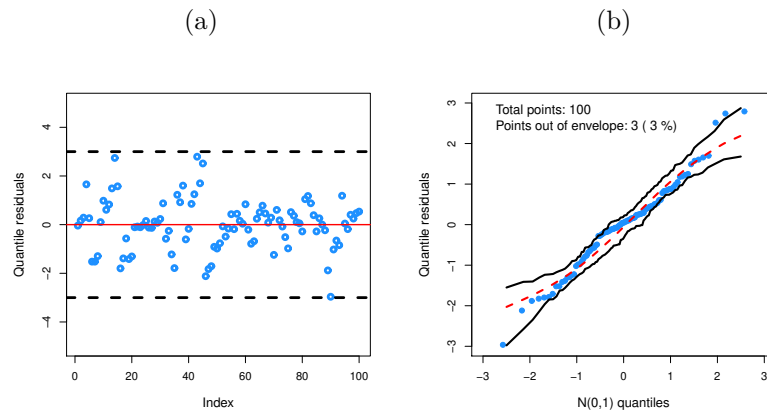 (a)
(b)
Quantile residuals
4
2
0
-2
-4
0 20 40 60 80 100
Index
Total points: 100
Points out of envelope: 3 ( 3 %)
Quantile residuals
3
2
1
0
-1
-2
-3
-3 -2 -1 0 1 2 3
N(0,1) quantiles